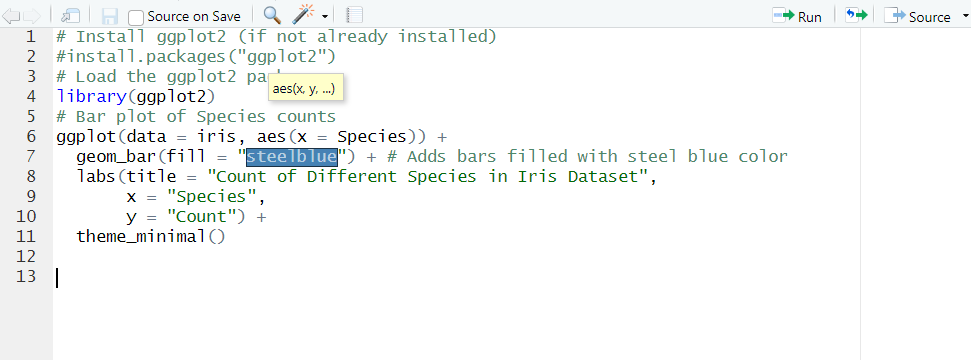 Source on Save Run Source
1 # Install ggplot2 (if not already installed)
2 #install.packages("ggplot2")
3 # Load the ggplot2 pac
aes(x, y, ...)
4 library(ggplot2)
5 # Bar plot of Species counts
6 ggplot(data = iris, aes(x = Species)) +
7 geom_bar(fill = "steelblue") + # Adds bars filled with steel blue color
8 labs(title = "Count of Different Species in Iris Dataset",
9 x = "Species",
10 y = "Count") +
11 theme_minimal()
12
13